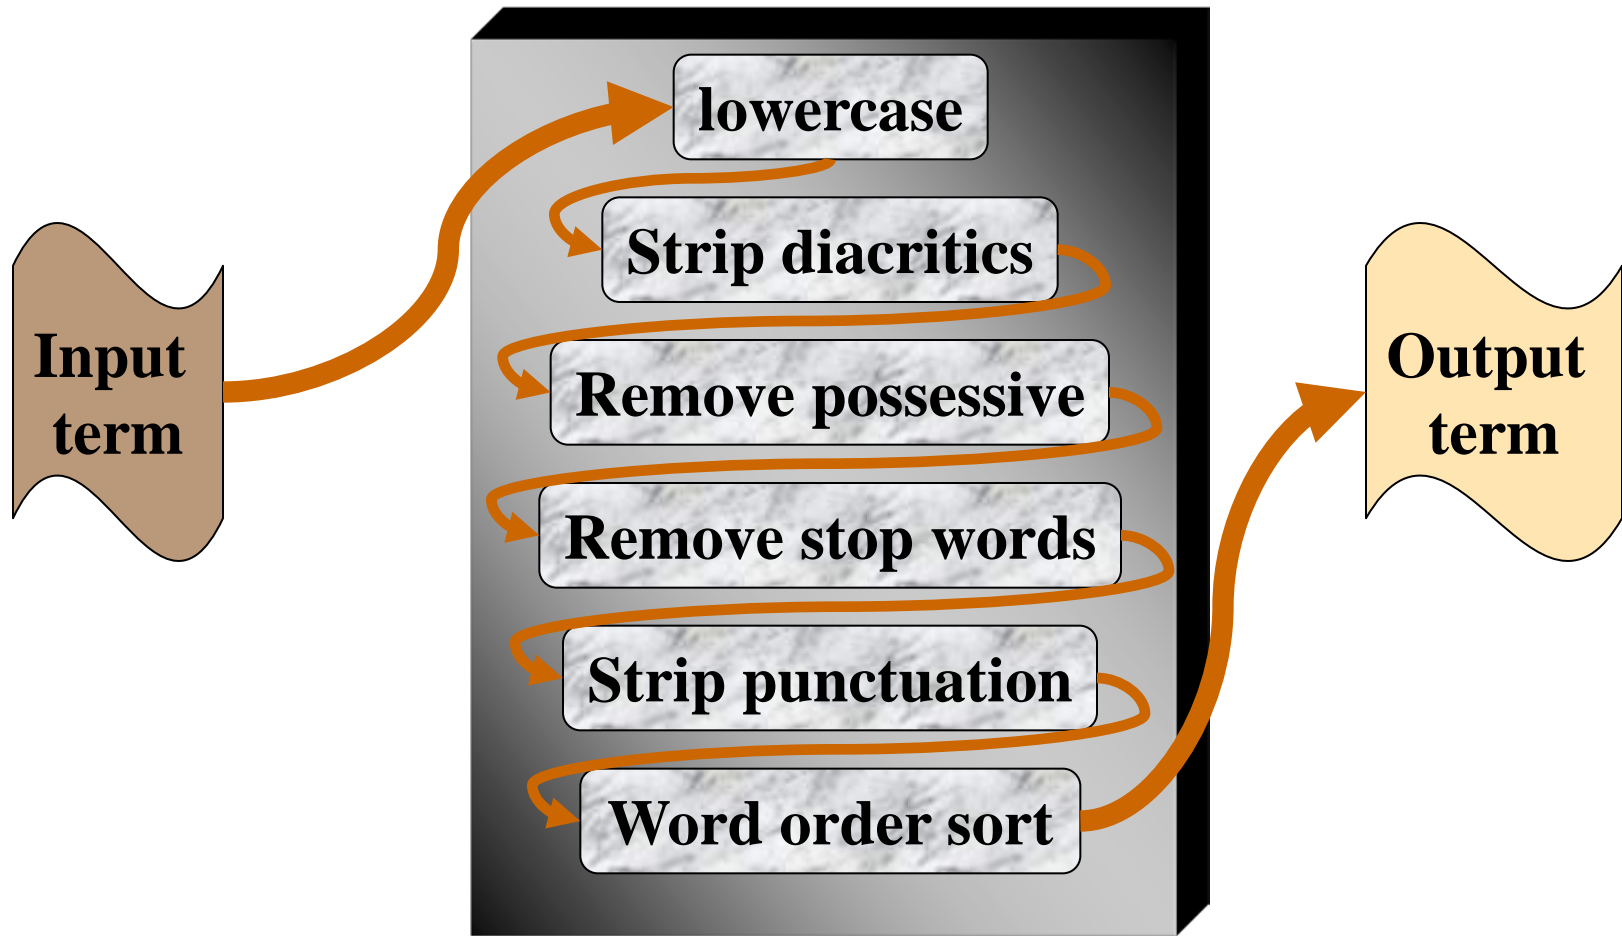 Input
term
lowercase
Strip diacritics
Remove possessive
Remove stop words
Strip punctuation
Word order sort
Output
term